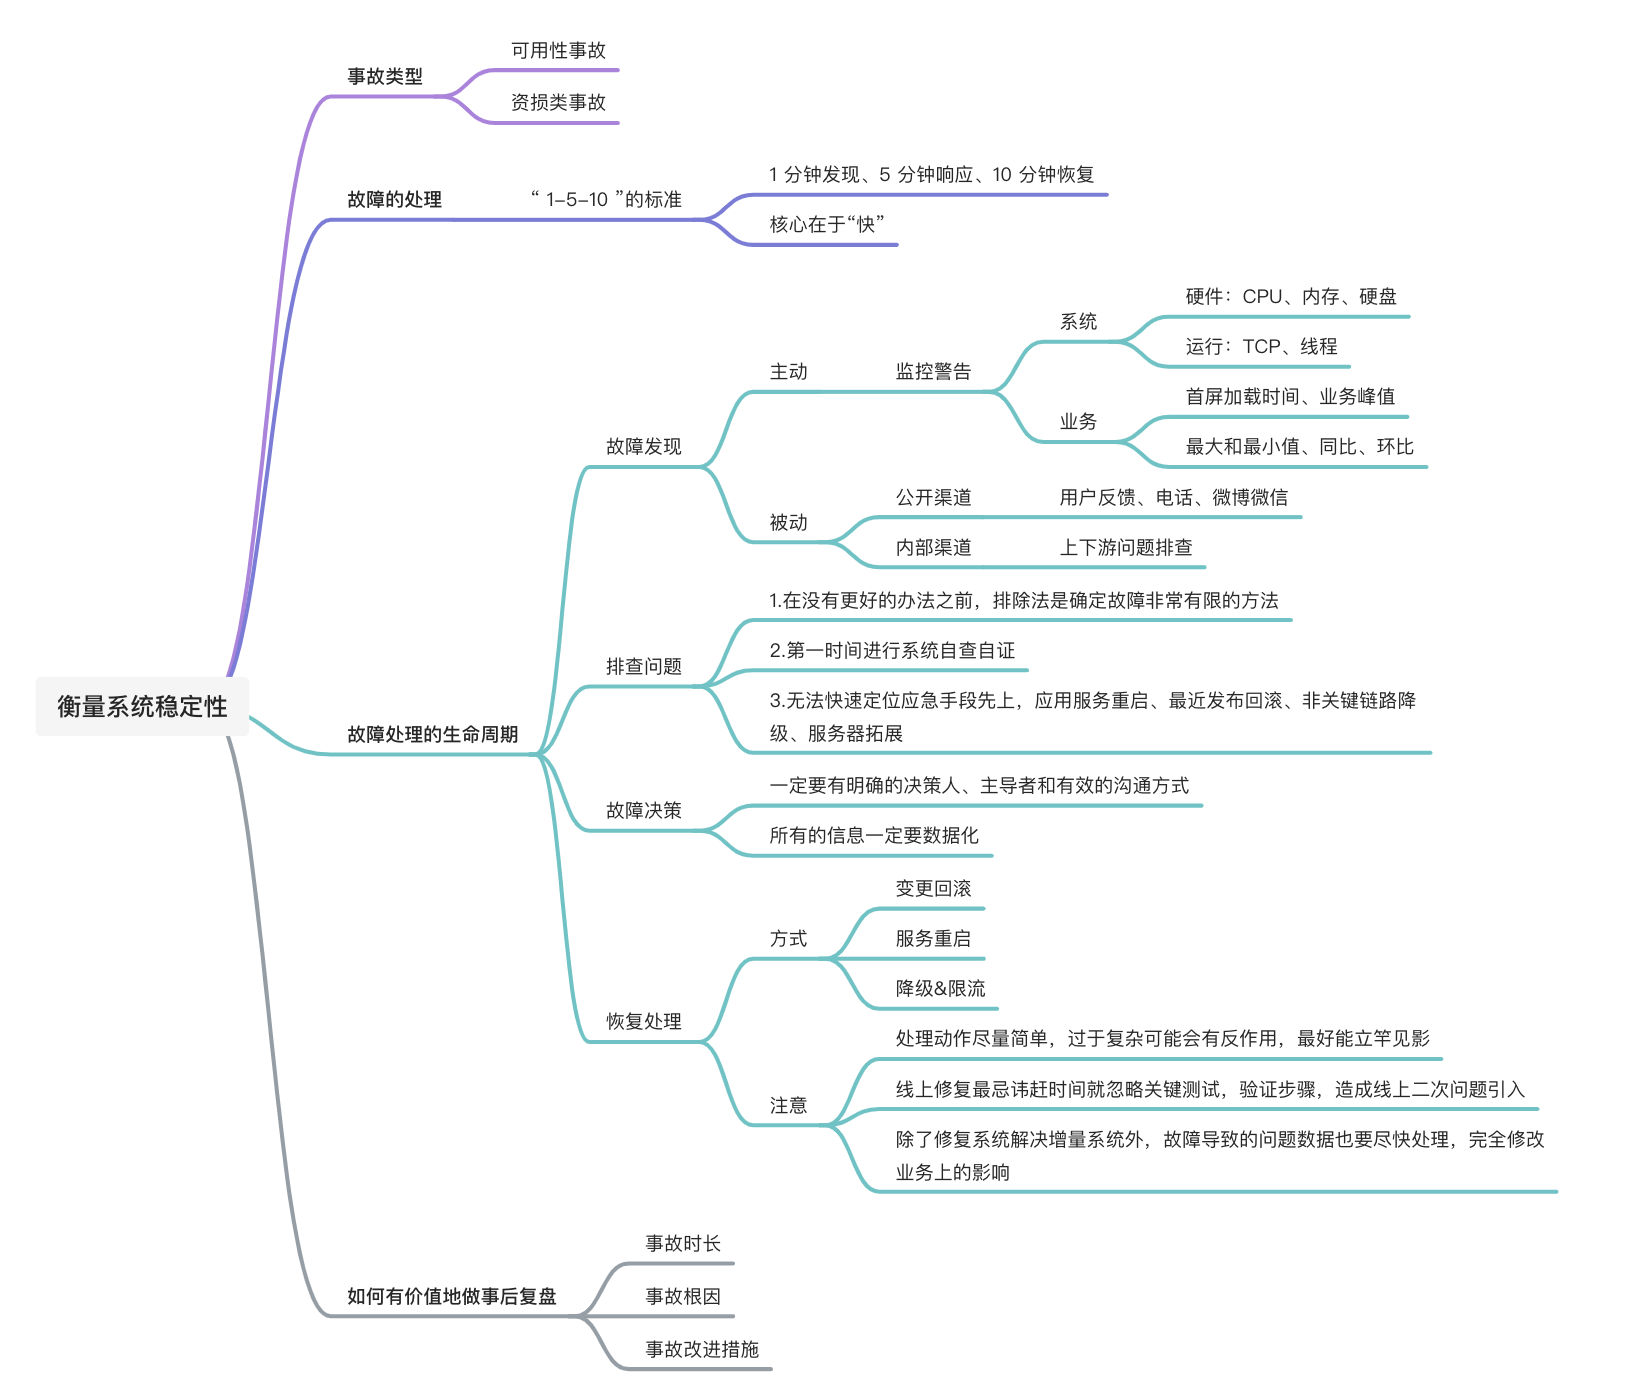 衡量系统稳定性
事故类型
可用性事故
资损类事故
故障的处理
“ 1-5-10 ”的标准
1 分钟发现、5 分钟响应、10 分钟恢复
核心在于“快”
故障处理的生命周期
故障发现
主动
监控警告
系统
硬件：CPU、内存、硬盘
运行：TCP、线程
业务
首屏加载时间、业务峰值
最大和最小值、同比、环比
被动
公开渠道
用户反馈、电话、微博微信
内部渠道
上下游问题排查
排查问题
1.在没有更好的办法之前，排除法是确定故障非常有限的方法
2.第一时间进行系统自查自证
3.无法快速定位应急手段先上，应用服务重启、最近发布回滚、非关键链路降
级、服务器拓展
故障决策
一定要有明确的决策人、主导者和有效的沟通方式
所有的信息一定要数据化
恢复处理
方式
变更回滚
服务重启
降级&限流
注意
处理动作尽量简单，过于复杂可能会有反作用，最好能立竿见影
线上修复最忌讳赶时间就忽略关键测试，验证步骤，造成线上二次问题引入
除了修复系统解决增量系统外，故障导致的问题数据也要尽快处理，完全修改
业务上的影响
如何有价值地做事后复盘
事故时长
事故根因
事故改进措施